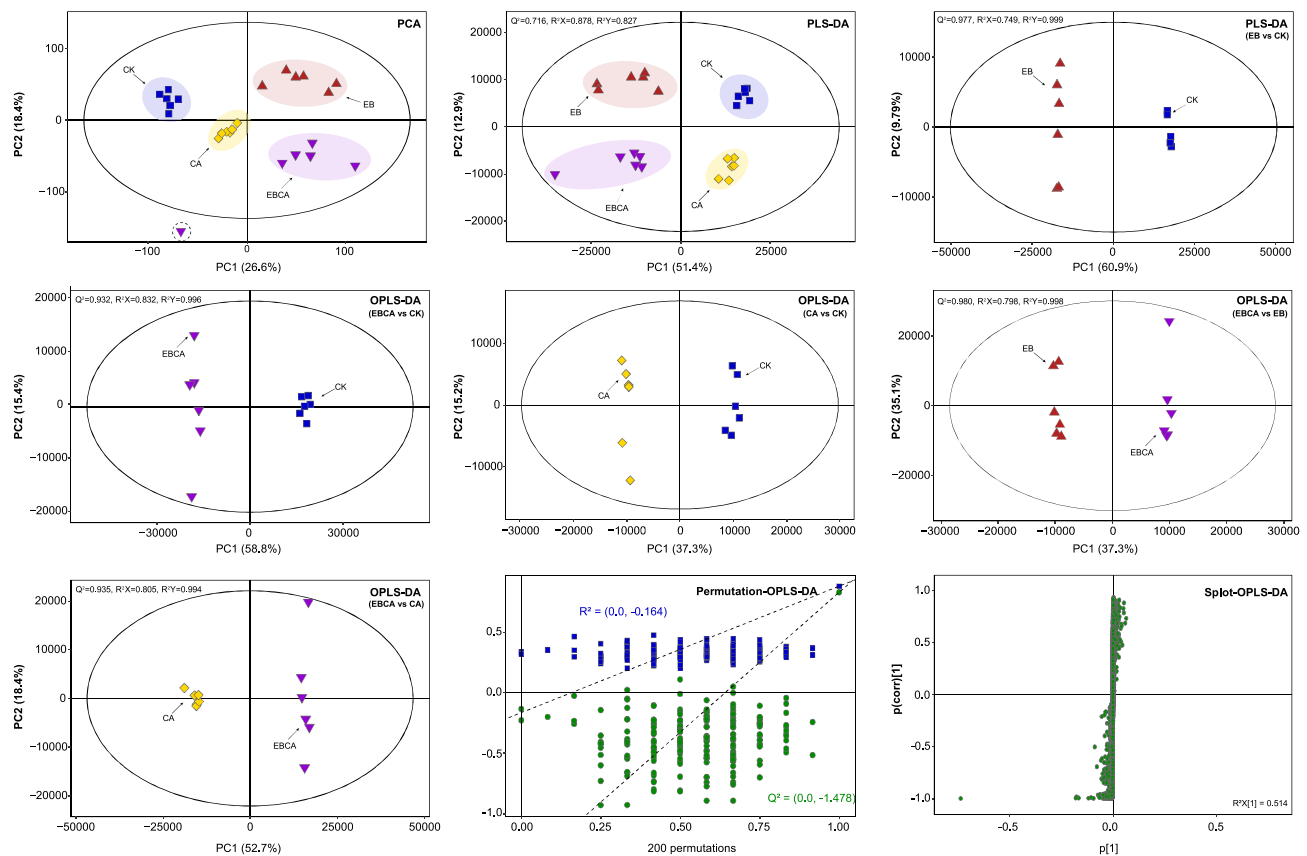 PCA
CK
EB
CA
EBCA
100
0
−100
PC2 (18.4%)
−100
0
100
PC1 (26.6%)
Q²=0.716, R²X=0.878, R²Y=0.827
PLS-DA
CK
EB
EBCA
CA
20000
10000
0
−10000
−20000
PC2 (12.9%)
−25000
0
25000
PC1 (51.4%)
Q²=0.977, R²X=0.749, R²Y=0.999
PLS-DA
(EB vs CK)
EB
CK
10000
0
−10000
PC2 (9.79%)
−50000
−25000
0
25000
50000
PC1 (60.9%)
Q²=0.932, R²X=0.832, R²Y=0.996
OPLS-DA
(EBCA vs CK)
EBCA
CK
20000
10000
0
−10000
−20000
PC2 (15.4%)
−30000
0
30000
PC1 (58.8%)
OPLS-DA
(CA vs CK)
CA
CK
10000
0
−10000
PC2 (15.2%)
−30000
−20000
−10000
0
10000
20000
30000
PC1 (37.3%)
Q²=0.980, R²X=0.798, R²Y=0.998
OPLS-DA
(EBCA vs EB)
EB
EBCA
20000
0
−20000
PC2 (35.1%)
−30000
−20000
−10000
0
10000
20000
30000
PC1 (37.3%)
Q²=0.935, R²X=0.805, R²Y=0.994
OPLS-DA
(EBCA vs CA)
CA
EBCA
20000
10000
0
−10000
−20000
PC2 (18.4%)
−50000
−25000
0
25000
50000
PC1 (52.7%)
Permutation-OPLS-DA
R² = (0.0, -0.164)
Q² = (0.0, -1.478)
0.5
0.0
−0.5
−1.0
0.00
0.25
0.50
0.75
1.00
200 permutations
Splot-OPLS-DA
R²X[1] = 0.514
1.0
0.5
0.0
−0.5
−1.0
p(corr)[1]
−0.5
0.0
0.5
p[1]